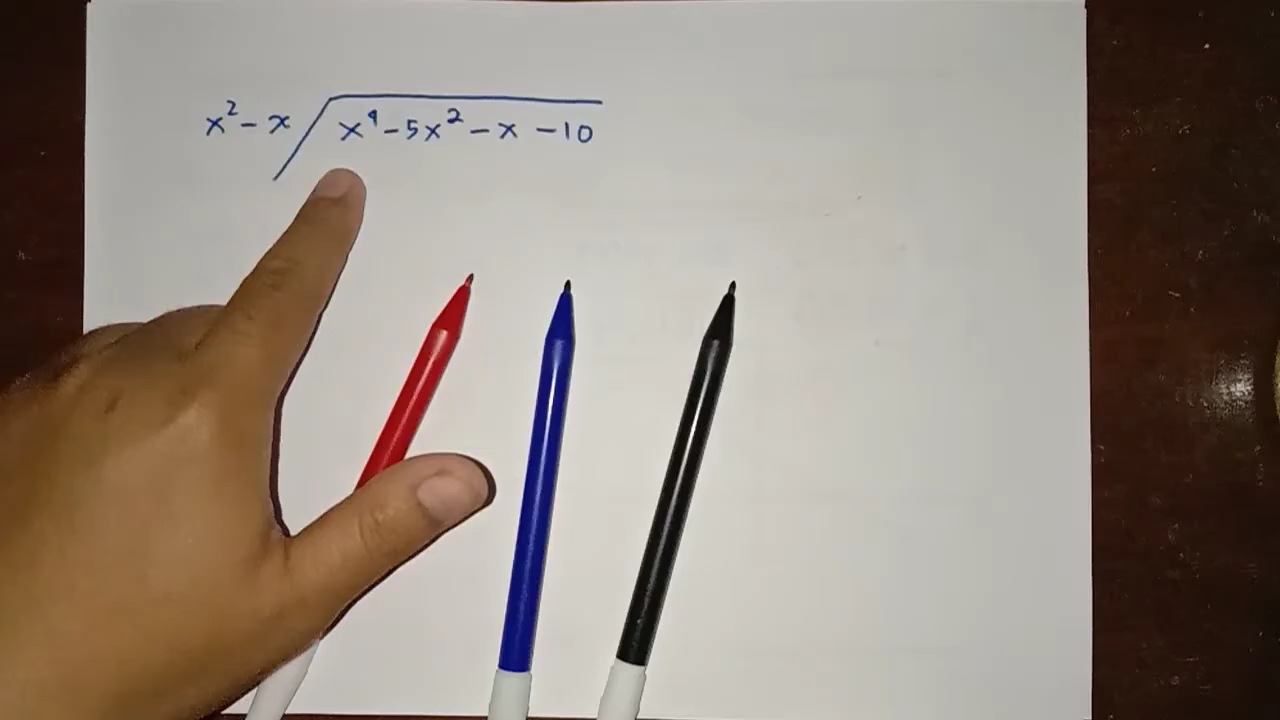 x² - x / x⁴ - 5x² - x - 10